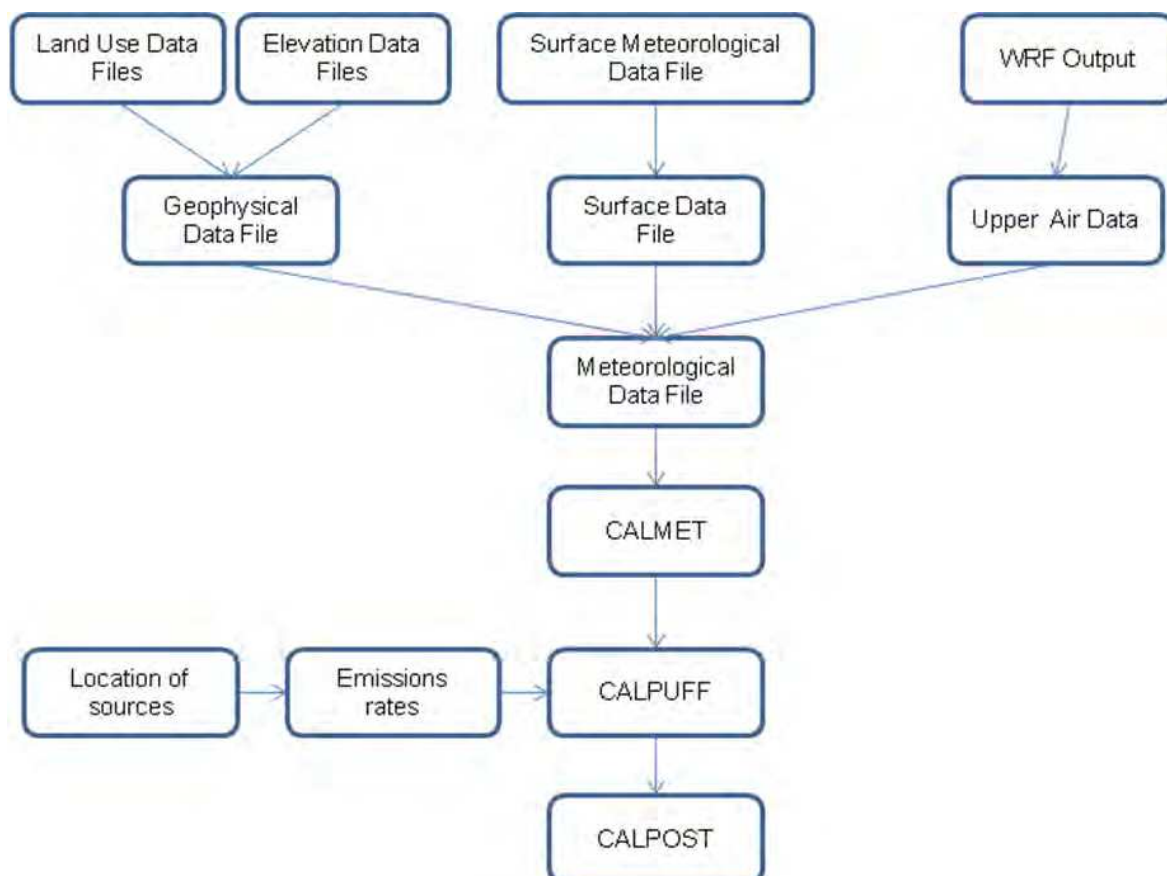 Land Use Data
Files
Elevation Data
Files
Surface Meteorological
Data File
WRF Output
Geophysical
Data File
Surface Data
File
Upper Air Data
Meteorological
Data File
CALMET
Location of
sources
Emissions
rates
CALPUFF
CALPOST